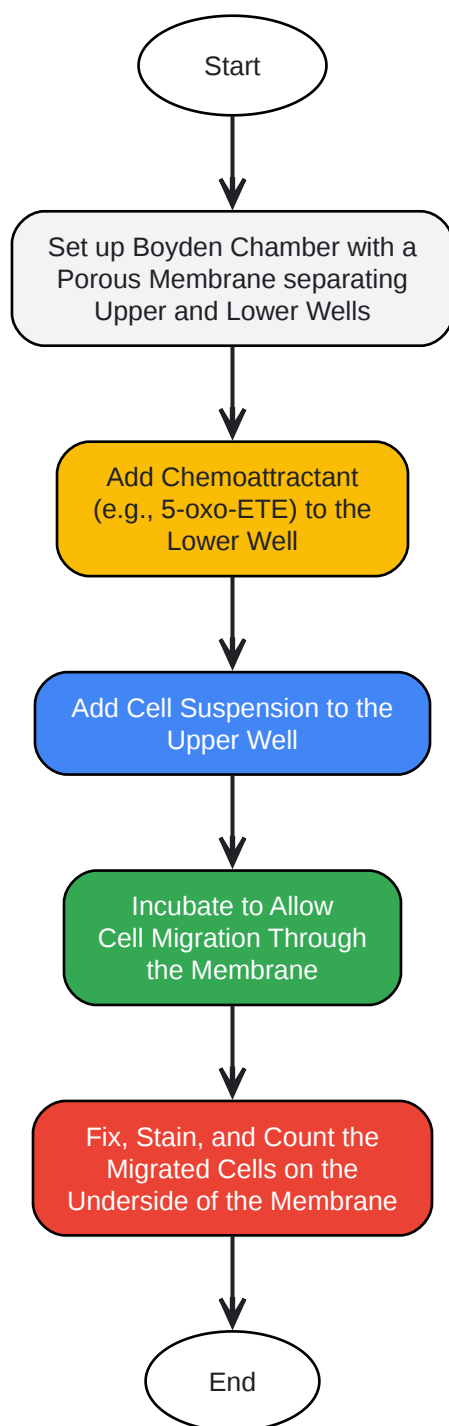 Start
Set up Boyden Chamber with a
Porous Membrane separating
Upper and Lower Wells
Add Chemoattractant
(e.g., 5-oxo-ETE) to the
Lower Well
Add Cell Suspension to the
Upper Well
Incubate to Allow
Cell Migration Through
the Membrane
Fix, Stain, and Count the
Migrated Cells on the
Underside of the Membrane
End